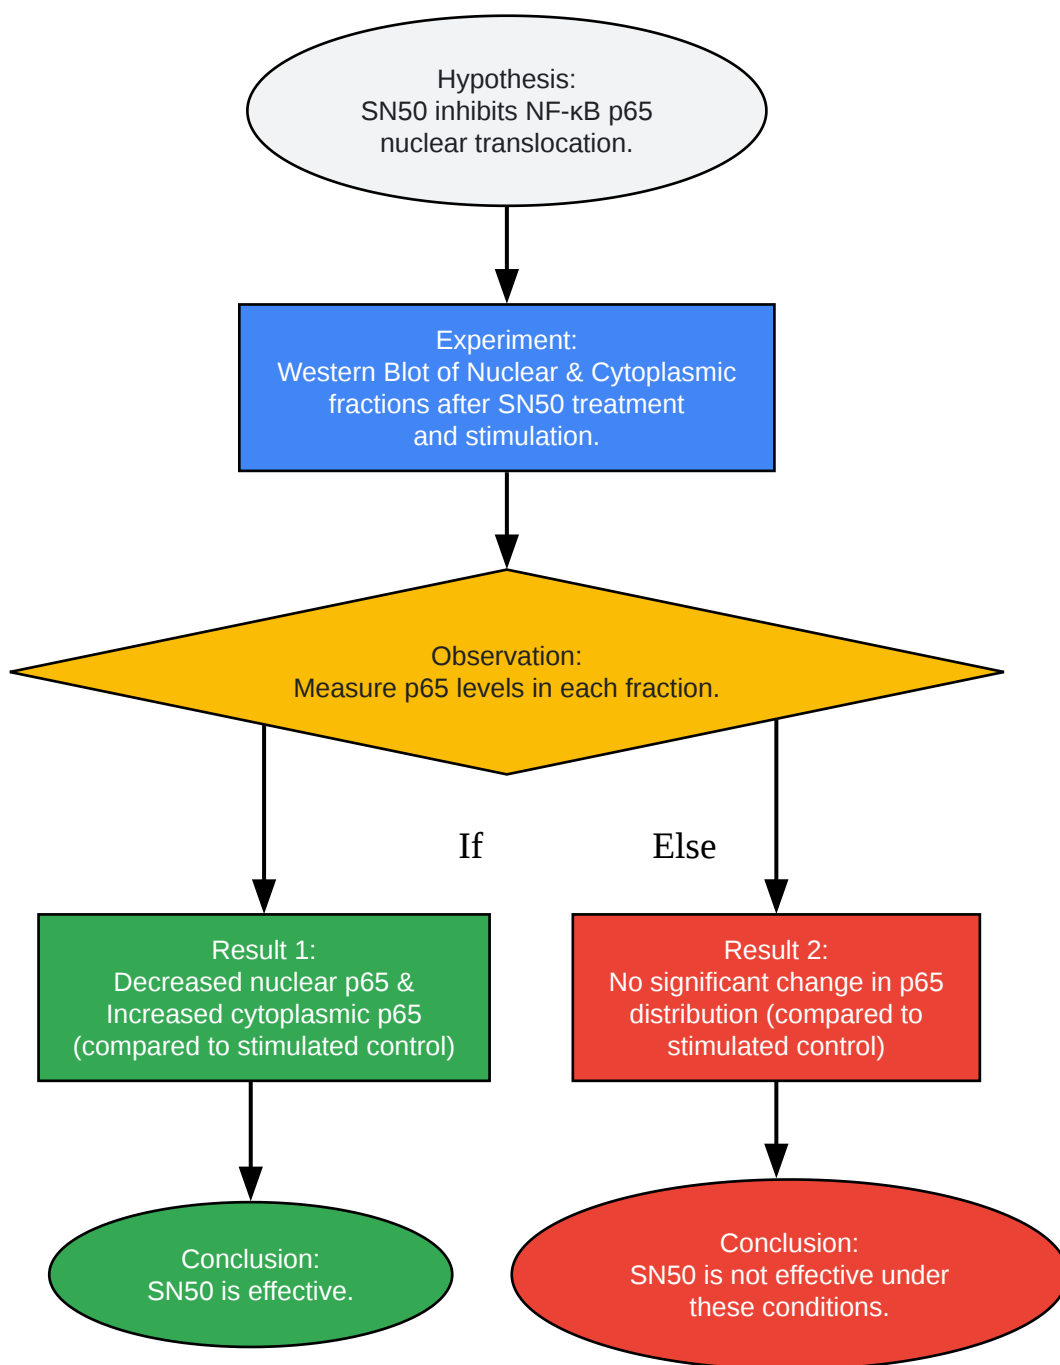 Hypothesis:
SN50 inhibits NF-κB p65
nuclear translocation.
Experiment:
Western Blot of Nuclear & Cytoplasmic
fractions after SN50 treatment
and stimulation.
Observation:
Measure p65 levels in each fraction.
If
Else
Result 1:
Decreased nuclear p65 &
Increased cytoplasmic p65
(compared to stimulated control)
Result 2:
No significant change in p65
distribution (compared to
stimulated control)
Conclusion:
SN50 is effective.
Conclusion:
SN50 is not effective under
these conditions.